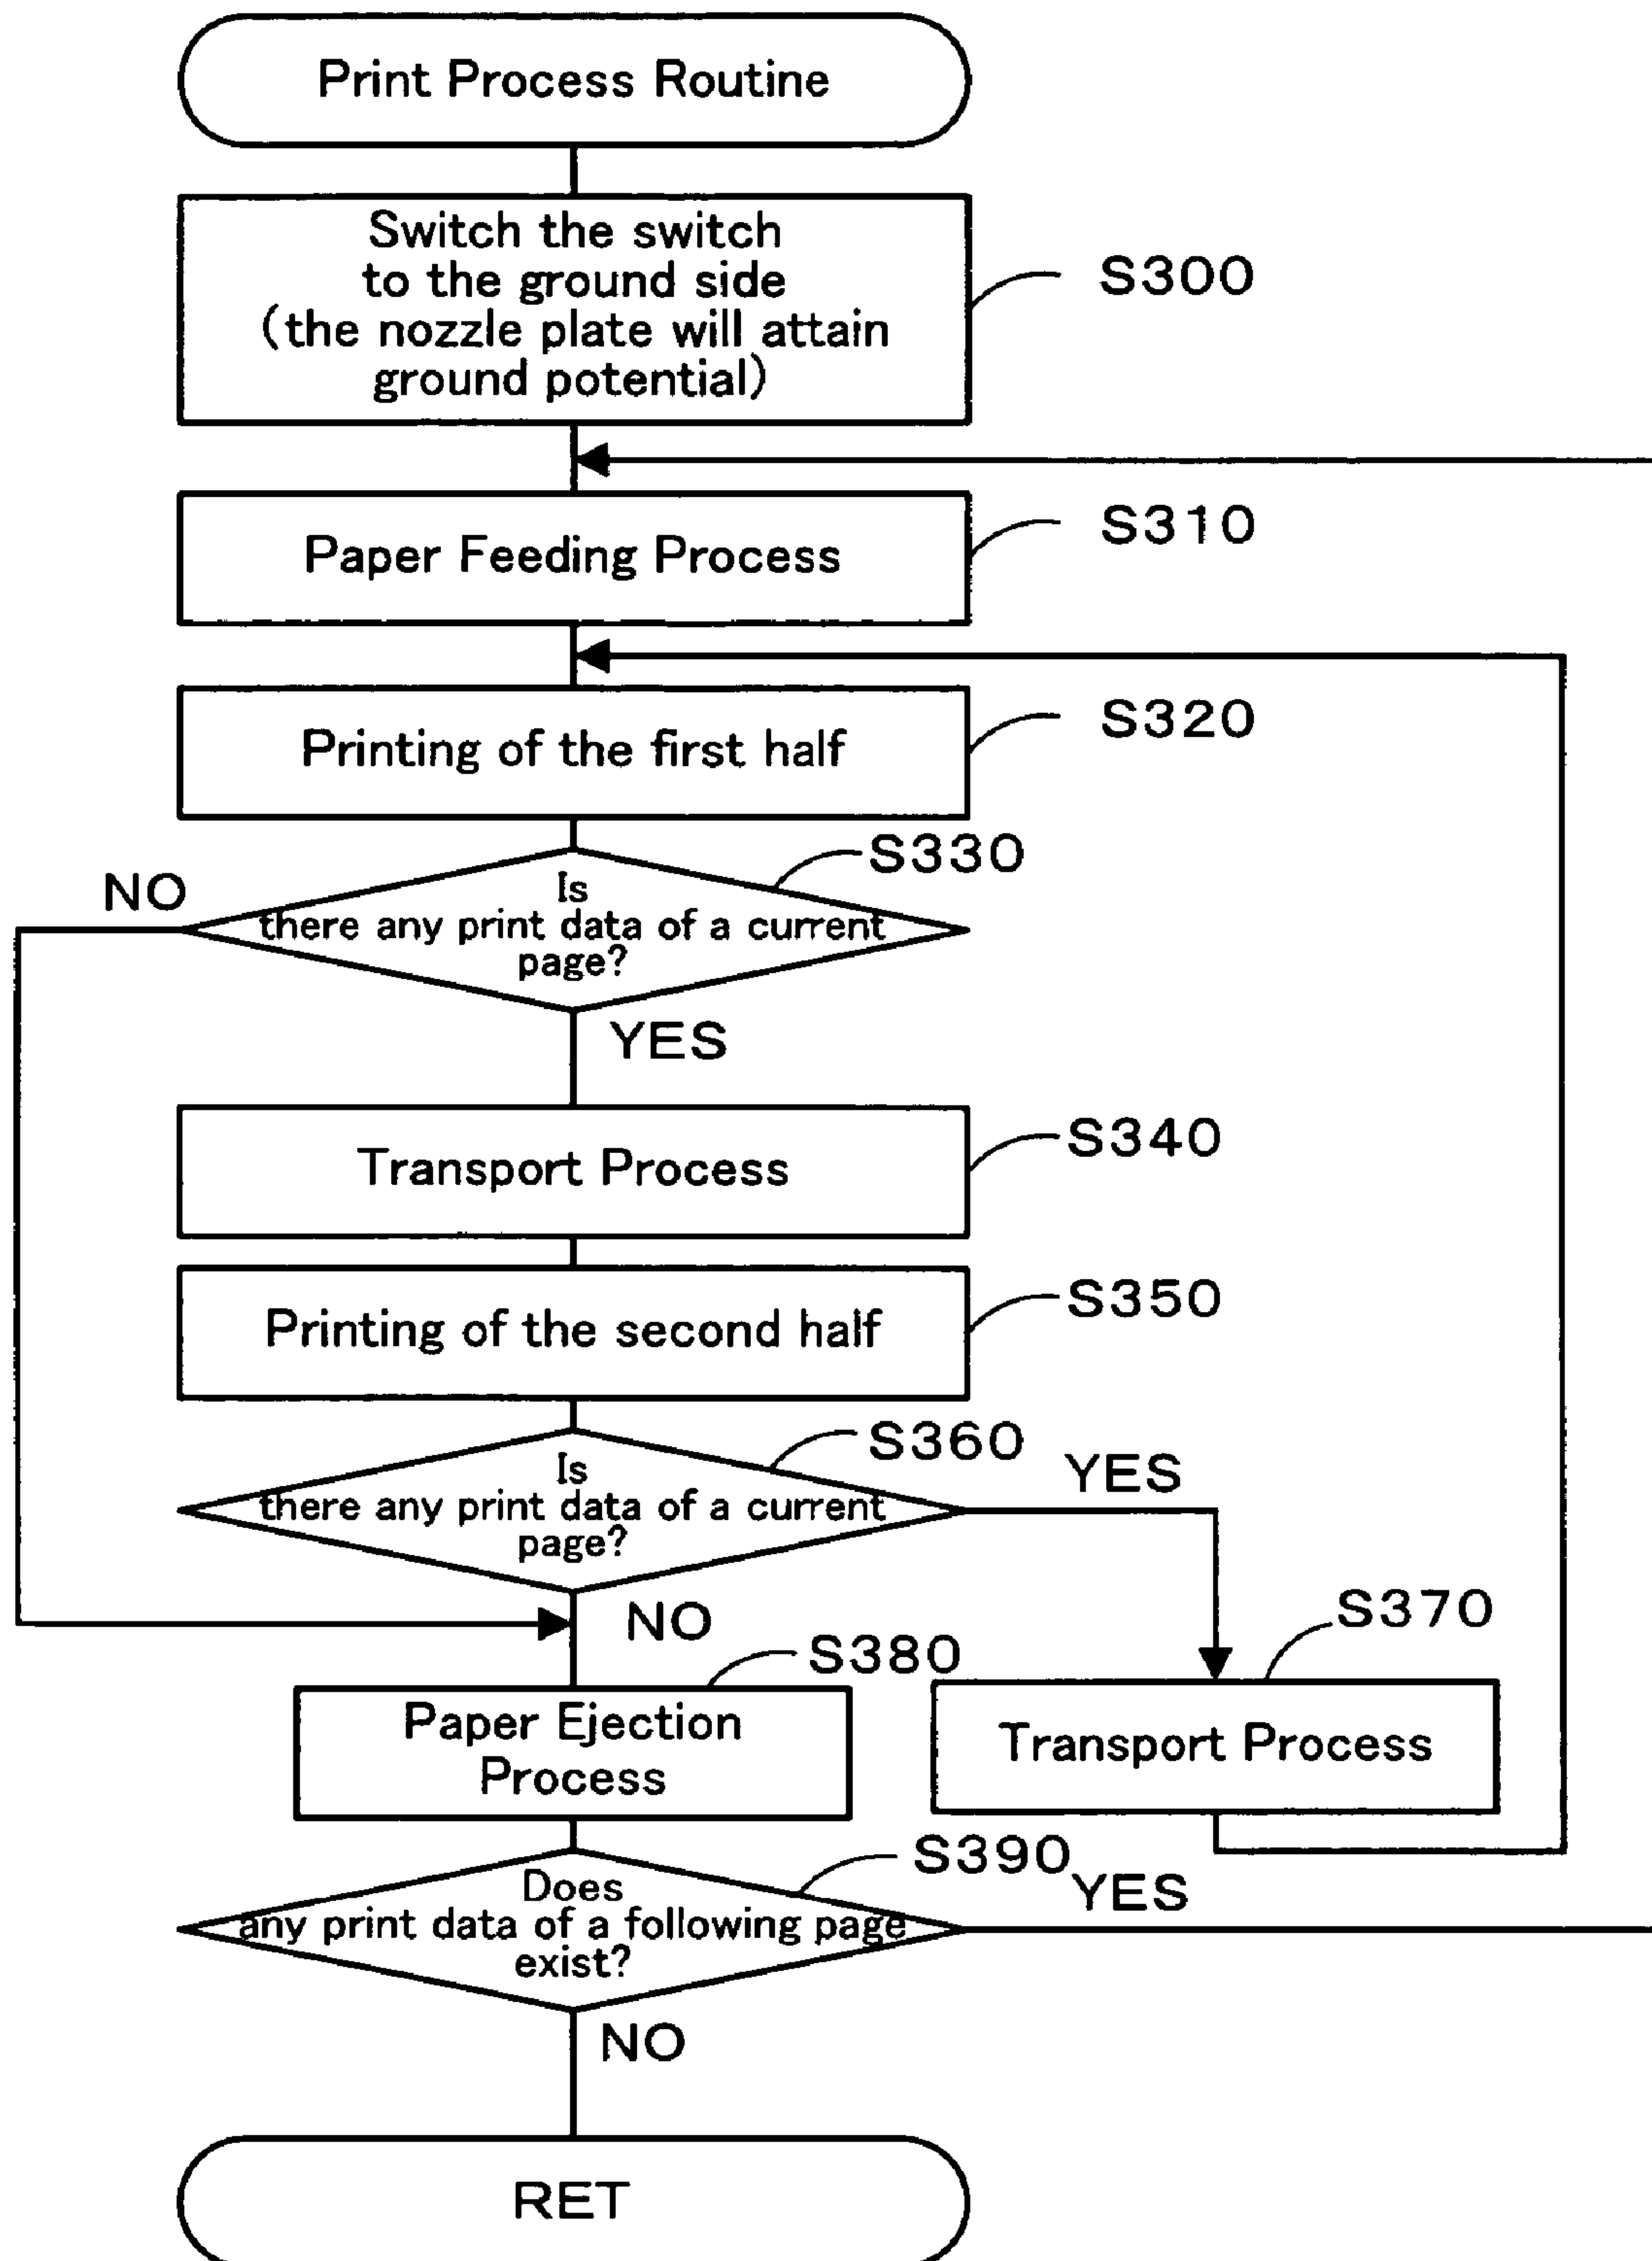 Print Process Routine
Switch the switch
to the ground side
(the nozzle plate will attain
ground potential)
S300
Paper Feeding Process
S310
Printing of the first half
S320
S330
NO
Is
there any print data of a current
page?
YES
Transport Process
S340
Printing of the second half
S350
S360
Is
there any print data of a current
page?
YES
NO
S370
S380
Paper Ejection
Process
Transport Process
S390
YES
Does
any print data of a following page
exist?
NO
RET